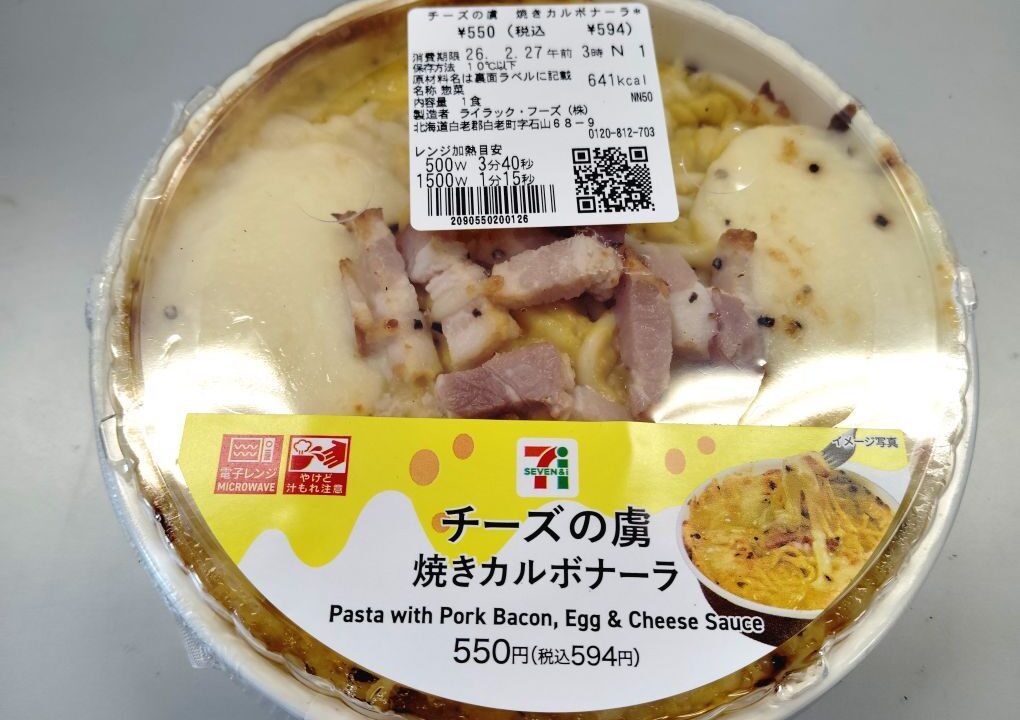 チーズの虜 焼きカルボナーラ*
¥550(税込 ¥594)
消費期限 26. 2.27午前 3時 N 1
保存方法 10℃以下
原材料名は裏面ラベルに記載 641kcal
名称 惣菜 NN50
内容量 1食
製造者 ライラック・フーズ(株)
北海道白老郡白老町字石山68-9
0120-812-703
レンジ加熱目安
500W 3分40秒
1500W 1分15秒
2090550200126
イメージ写真
電子レンジ
MICROWAVE
やけど
汁もれ注意
SEVEN&i
チーズの虜
焼きカルボナーラ
Pasta with Pork Bacon, Egg & Cheese Sauce
550円(税込594円)